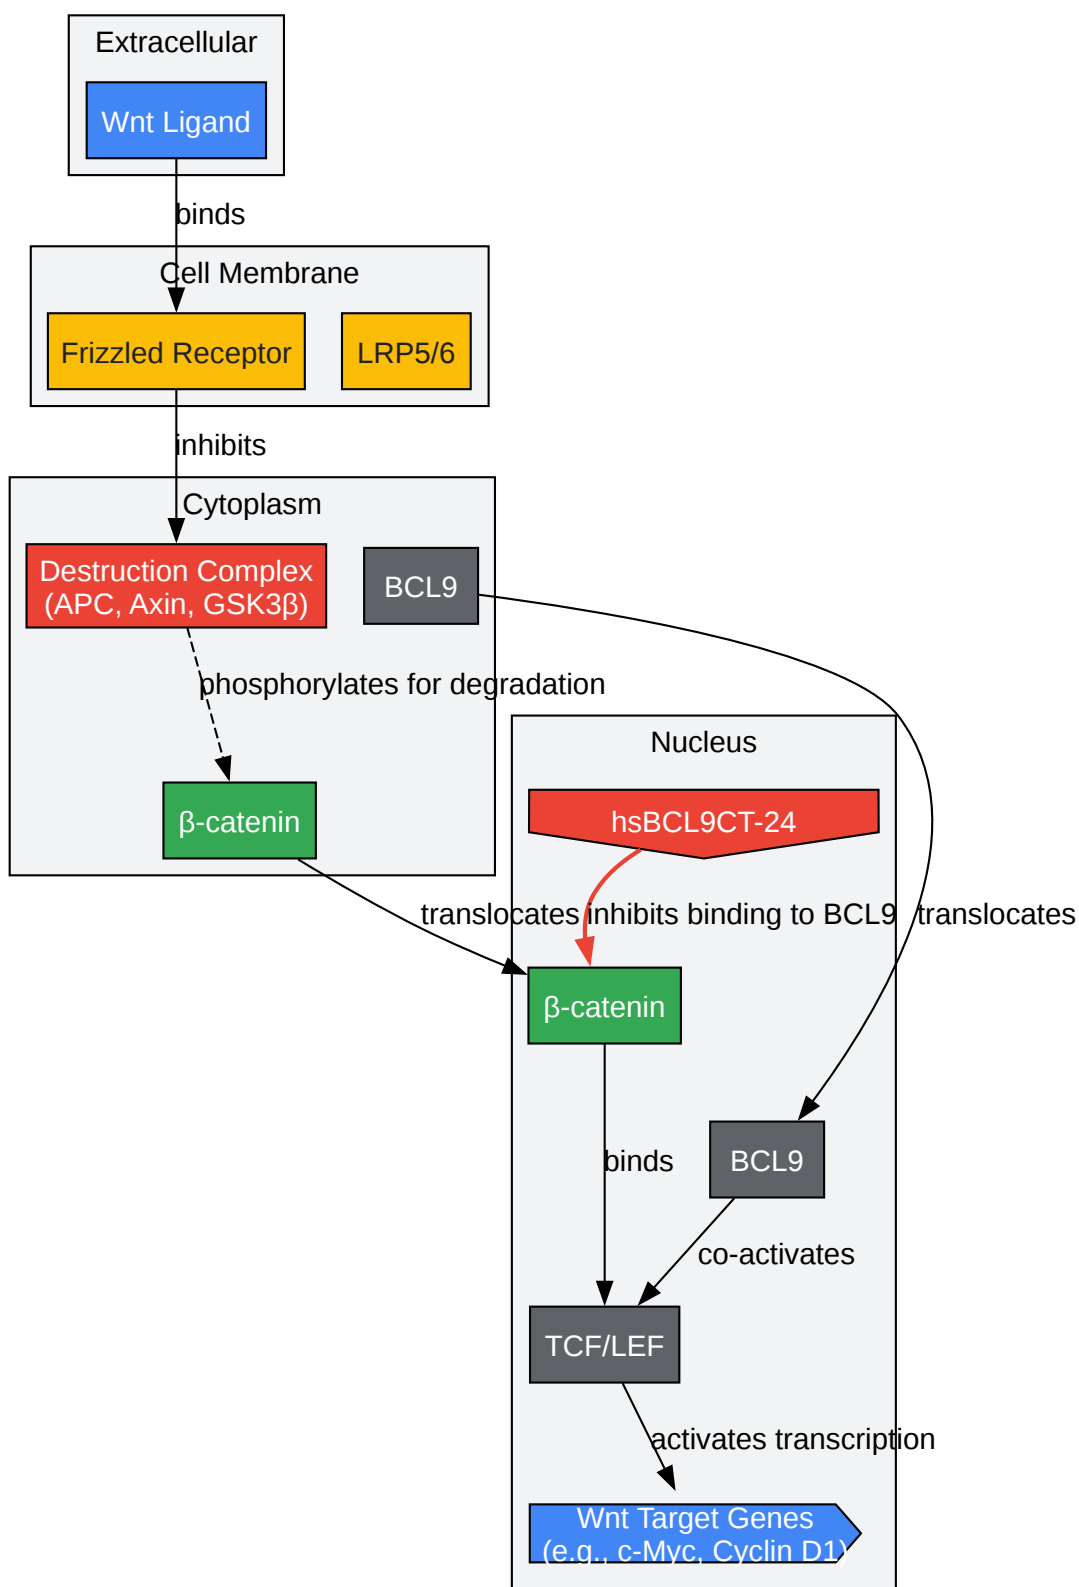 Extracellular
Wnt Ligand
binds
Cell Membrane
Frizzled Receptor
LRP5/6
inhibits
Cytoplasm
Destruction Complex
(APC, Axin, GSK3β)
BCL9
phosphorylates for degradation
Nucleus
hsBCL9CT-24
β-catenin
translocates
inhibits binding to BCL9
translocates
β-catenin
binds
BCL9
co-activates
TCF/LEF
activates transcription
Wnt Target Genes
(e.g., c-Myc, Cyclin D1)